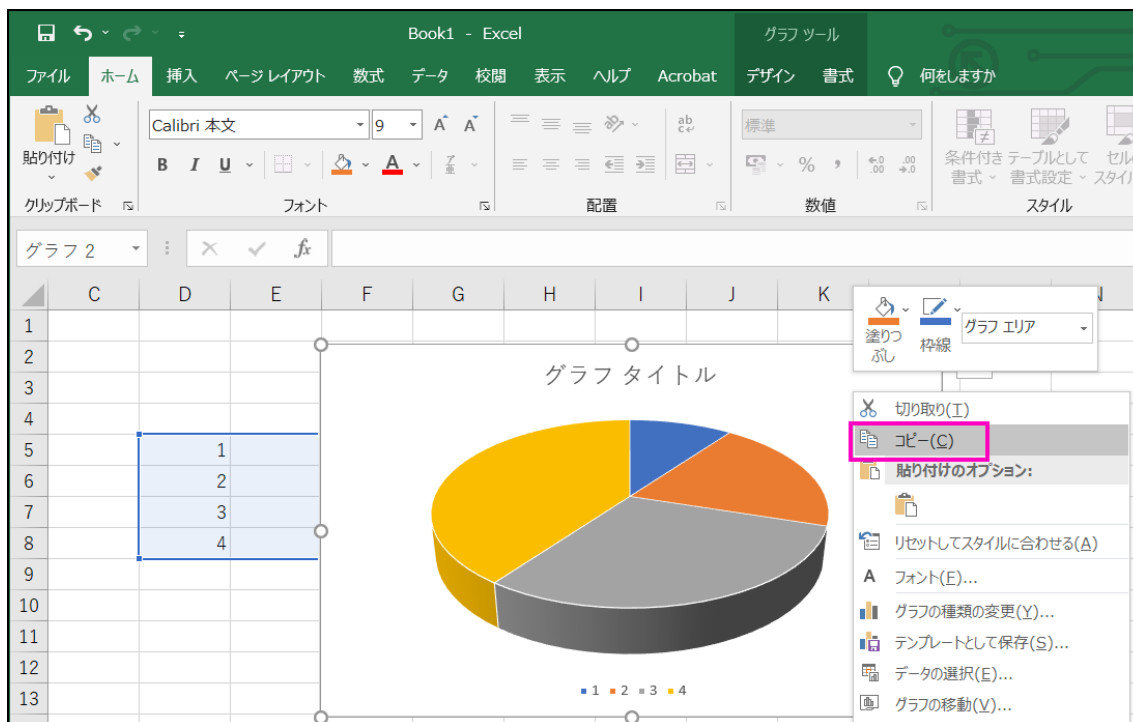 Book1 - Excel
グラフ ツール
ファイル ホーム 挿入 ページ レイアウト 数式 データ 校閲 表示 ヘルプ Acrobat デザイン 書式 何をしますか
Calibri 本文 9 A A ab 標準
貼り付け B I U A % 条件付き書式 テーブルとして書式設定
クリップボード フォント 配置 数値 スタイル
グラフ 2 fx
C D E F G H I J K
塗りつぶし 枠線 グラフ エリア
1
2
グラフ タイトル
3
切り取り(T)
4
コピー(C)
5 1
貼り付けのオプション:
6 2
7 3
8 4
リセットしてスタイルに合わせる(A)
9
A フォント(F)...
10
グラフの種類の変更(Y)...
11
テンプレートとして保存(S)...
12
データの選択(E)...
13
1 2 3 4
グラフの移動(V)...